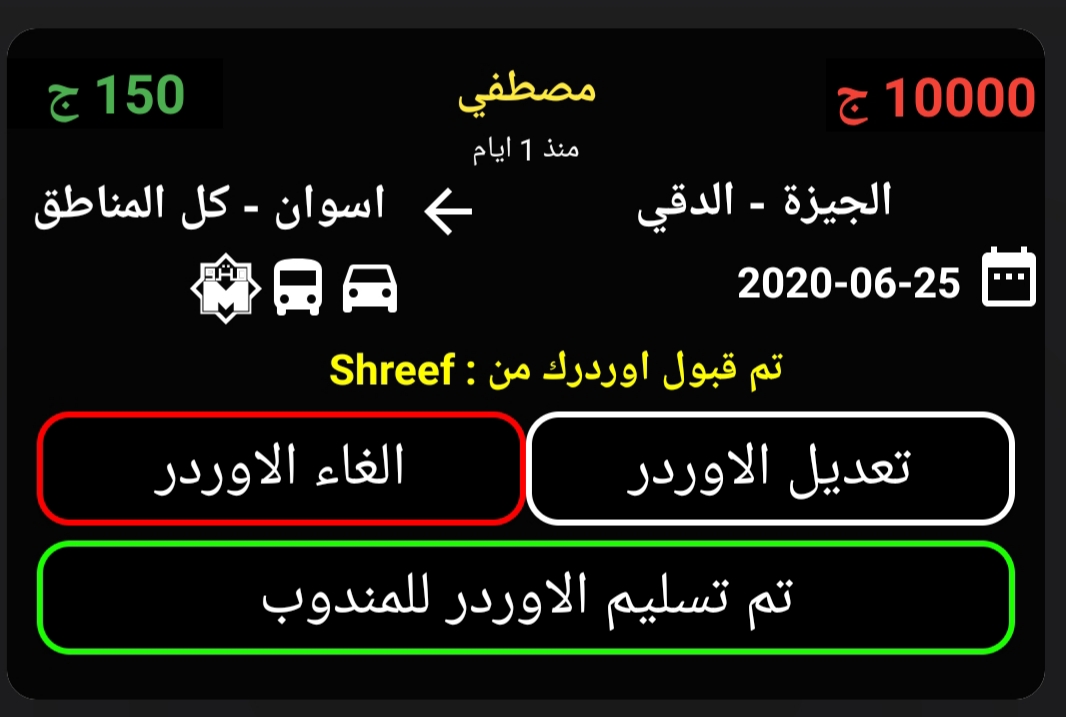 10000 ج
مصطفي
150 ج
منذ 1 ايام
الجيزة - الدقي
اسوان - كل المناطق
2020-06-25
تم قبول اوردرك من : Shreef
تعديل الاوردر
الغاء الاوردر
تم تسليم الاوردر للمندوب